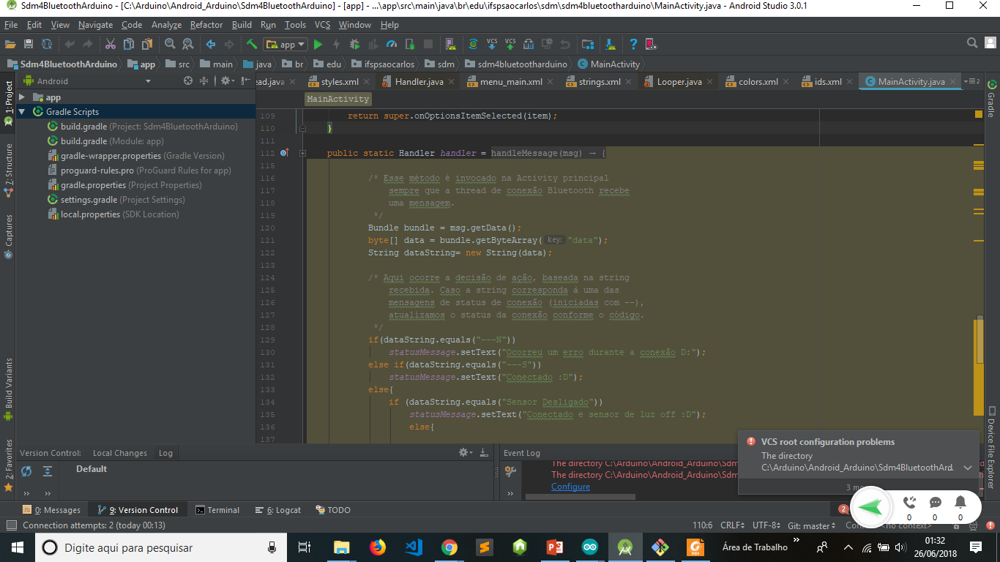 Sdm4BluetoothArduino - [C:\Arduino\Android_Arduino\Sdm4BluetoothArduino] - [app] - ...\app\src\main\java\br\edu\ifspsaocarlos\sdm\sdm4bluetootharduino\MainActivity.java - Android Studio 3.0.1
File Edit View Navigate Code Analyze Refactor Build Run Tools VCS Window Help
app
VCS VCS
Sdm4BluetoothArduino app src main java br edu ifspsaocarlos sdm sdm4bluetootharduino MainActivity
Android
ead.java styles.xml Handler.java menu_main.xml strings.xml Looper.java colors.xml ids.xml MainActivity.java
1: Project
7: Structure
Captures
Build Variants
2: Favorites
app
Gradle Scripts
build.gradle (Project: Sdm4BluetoothArduino)
build.gradle (Module: app)
gradle-wrapper.properties (Gradle Version)
proguard-rules.pro (ProGuard Rules for app)
gradle.properties (Project Properties)
settings.gradle (Project Settings)
local.properties (SDK Location)
MainActivity
109 return super.onOptionsItemSelected(item);
110 }
111
112 public static Handler handler = handleMessage(msg) → {
115
116 /* Esse método é invocado na Activity principal
117 sempre que a thread de conexão Bluetooth recebe
118 uma mensagem.
119 */
120 Bundle bundle = msg.getData();
121 byte[] data = bundle.getByteArray( key: "data");
122 String dataString= new String(data);
123
124 /* Aqui ocorre a decisão de ação, baseada na string
125 recebida. Caso a string corresponda à uma das
126 mensagens de status de conexão (iniciadas com --),
127 atualizamos o status da conexão conforme o código.
128 */
129 if(dataString.equals("---N"))
130 statusMessage.setText("Ocorreu um erro durante a conexão D:");
131 else if(dataString.equals("---S"))
132 statusMessage.setText("Conectado :D");
133 else{
134 if (dataString.equals("Sensor Desligado"))
135 statusMessage.setText("Conectado e sensor de luz off :D");
136 else{
137
Gradle
Device File Explorer
Version Control: Local Changes Log
Default
Event Log
The directory C:\Arduino\Android_Arduino\Sdm
The directory C:\Arduino\Android_Arduino\Sdm
Configure
VCS root configuration problems
The directory
C:\Arduino\Android_Arduino\Sdm4BluetoothArd.
0: Messages 9: Version Control Terminal 6: Logcat TODO
2
0 0 0
Connection attempts: 2 (today 00:13)
110:6 CRLF UTF-8 Git: master
Digite aqui para pesquisar
Área de Trabalho
01:32
26/06/2018